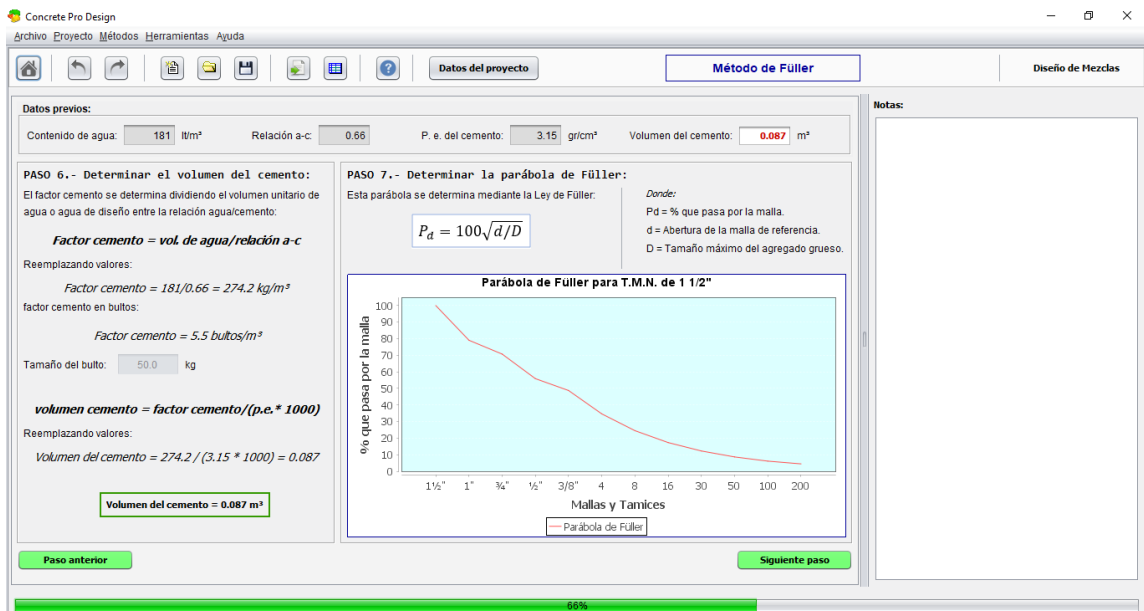 Concrete Pro Design
Archivo Proyecto Métodos Herramientas Ayuda
Datos del proyecto
Método de Füller
Diseño de Mezclas
Datos previos:
Contenido de agua: 181 lt/m³ Relación a-c: 0.66 P. e. del cemento: 3.15 gr/cm³ Volumen del cemento: 0.087 m³
Notas:
PASO 6.- Determinar el volumen del cemento:
El factor cemento se determina dividiendo el volumen unitario de
agua o agua de diseño entre la relación agua/cemento:
Factor cemento = vol. de agua/relación a-c
Reemplazando valores:
Factor cemento = 181/0.66 = 274.2 kg/m³
factor cemento en bultos:
Factor cemento = 5.5 bultos/m³
Tamaño del bulto: 50.0 kg
volumen cemento = factor cemento/(p.e.* 1000)
Reemplazando valores:
Volumen del cemento = 274.2 / (3.15 * 1000) = 0.087
Volumen del cemento = 0.087 m³
Paso anterior
PASO 7.- Determinar la parábola de Füller:
Esta parábola se determina mediante la Ley de Füller:
P_d = 100√d/D
Donde:
Pd = % que pasa por la malla.
d = Abertura de la malla de referencia.
D = Tamaño máximo del agregado grueso.
Parábola de Füller para T.M.N. de 1 1/2"
% que pasa por la malla
100
90
80
70
60
50
40
30
20
10
0
1½" 1" ¾" ½" 3/8" 4 8 16 30 50 100 200
Mallas y Tamices
Parábola de Füller
Siguiente paso
66%